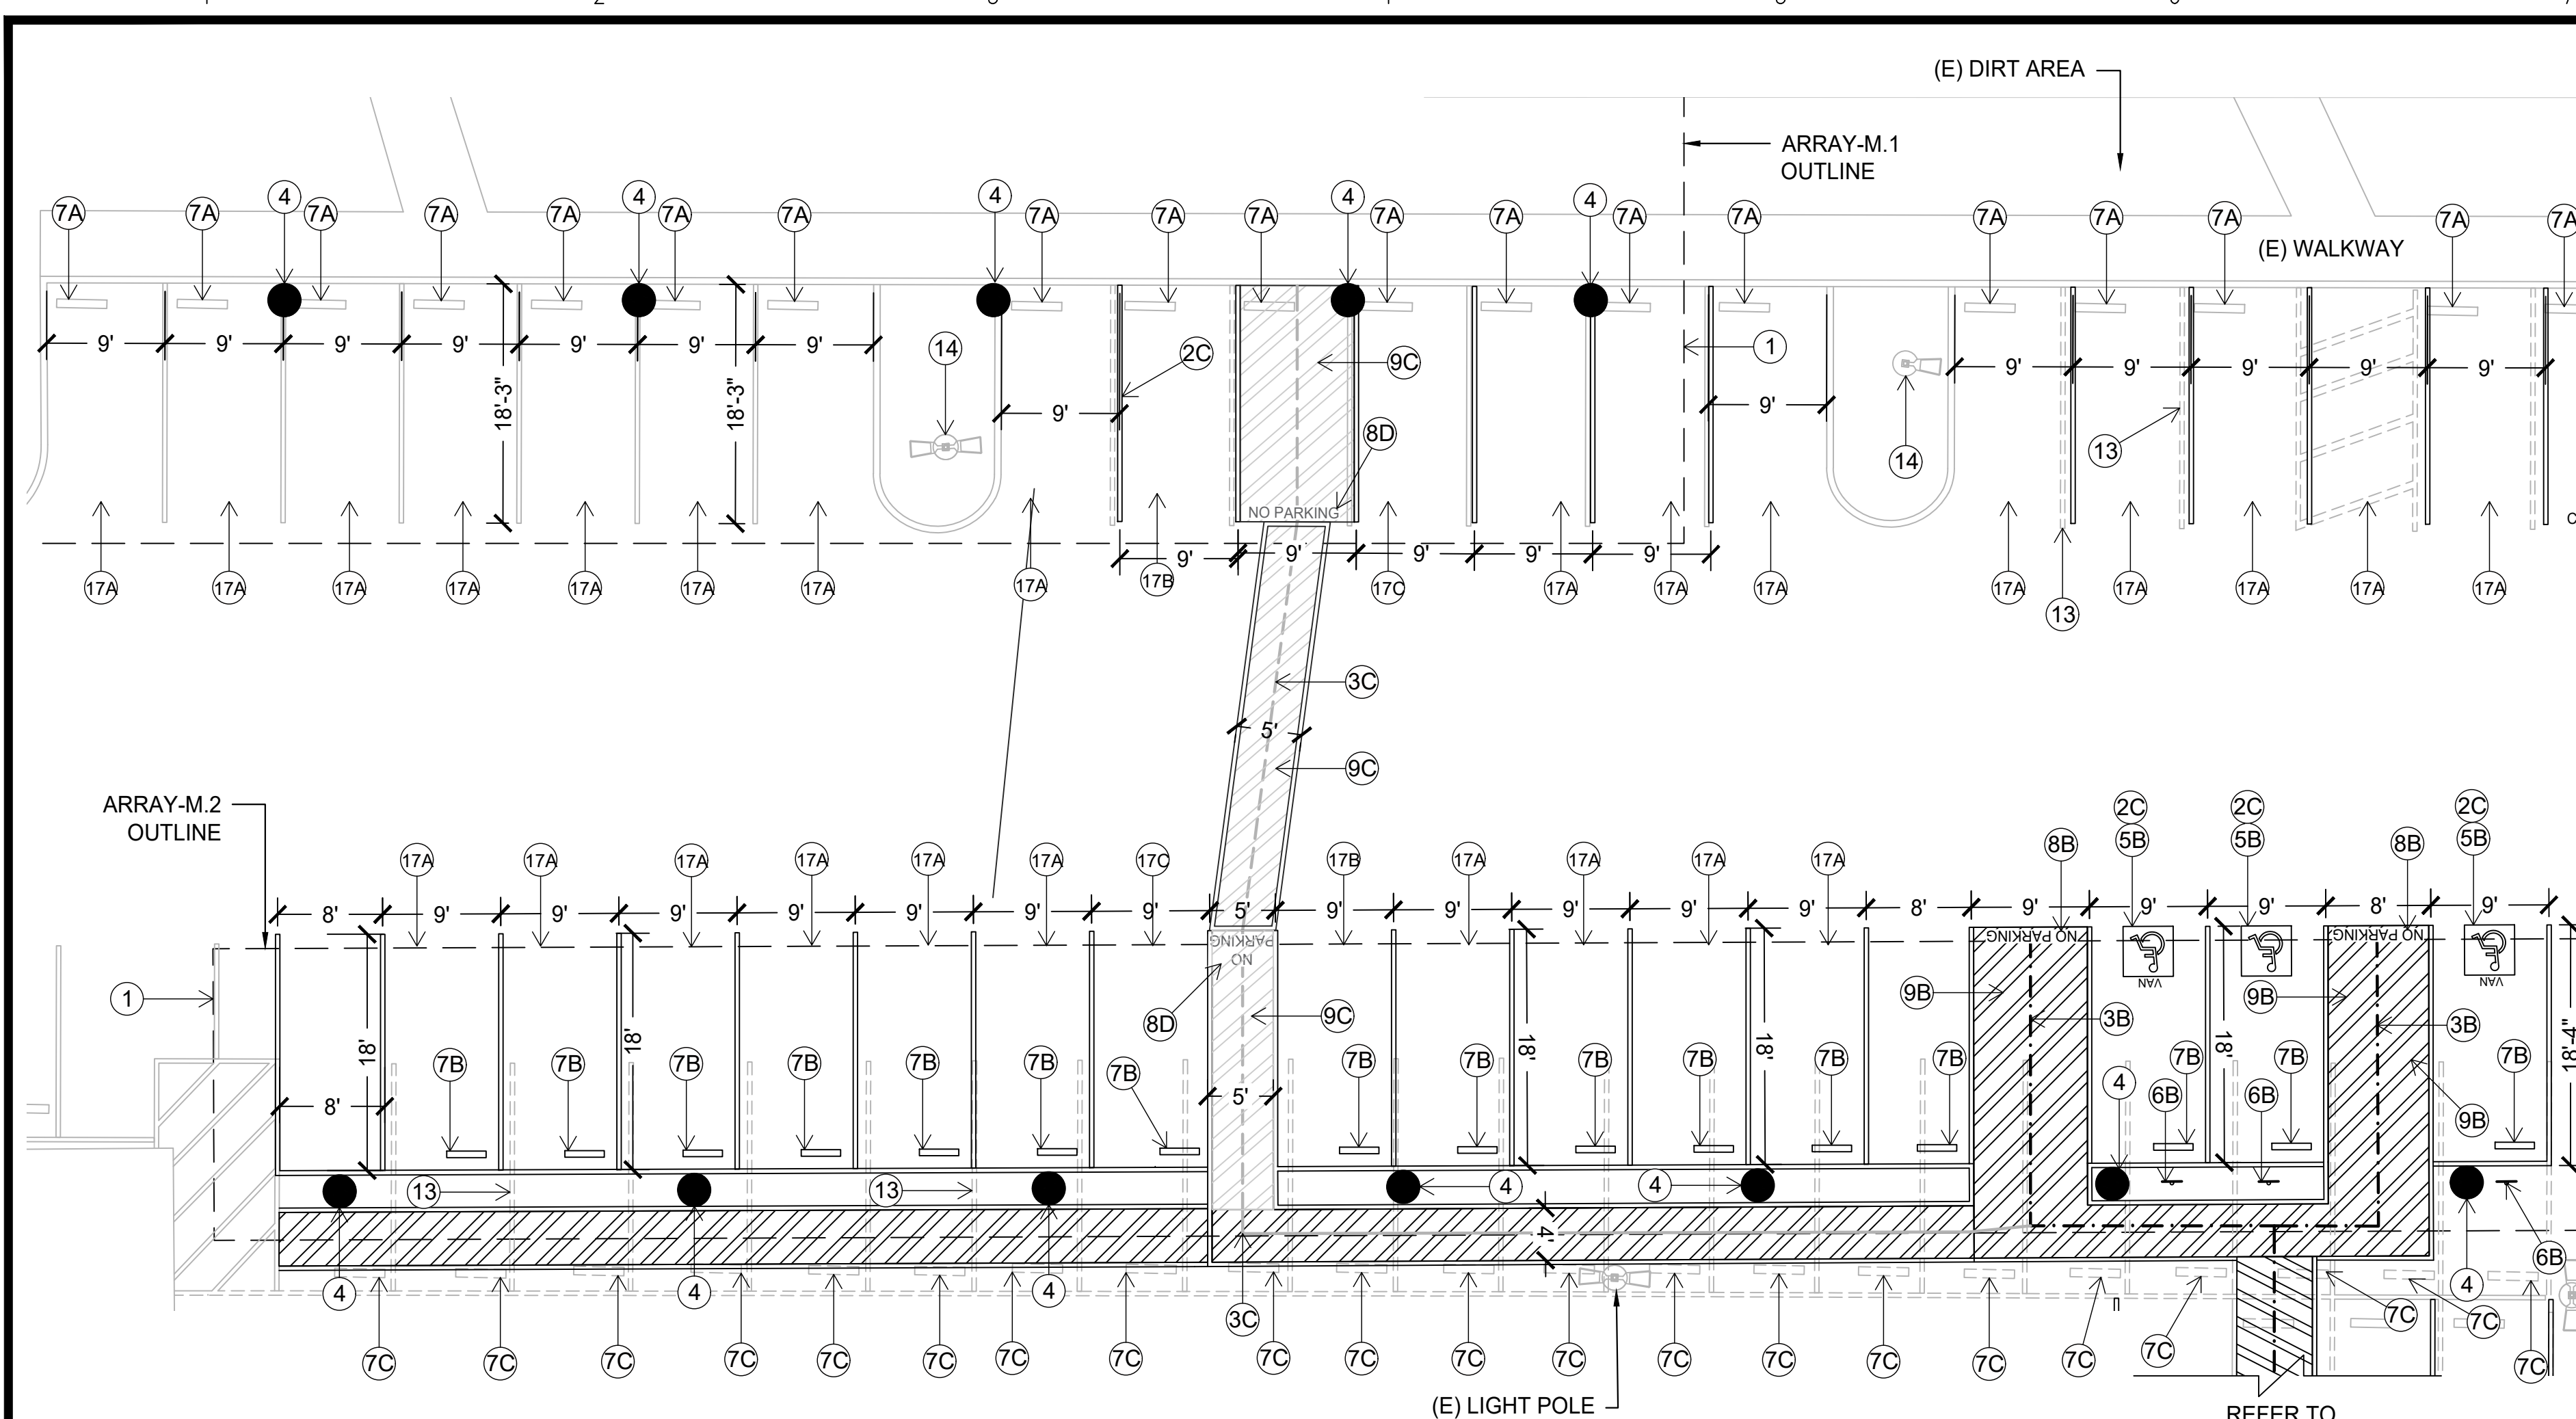 (E) DIRT AREA
ARRAY-M.1
OUTLINE
7A 7A 4 7A 7A 7A 4 7A 7A 4 7A 7A 7A 4 7A 7A 4 7A 7A 7A 7A 7A 7A 7A
(E) WALKWAY
9' 9' 9' 9' 9' 9' 9'
18'-3" 18'-3"
14 2C 9C 1
9' 9' 9' 9' 9' 9' 9'
8D 13 14
NO PARKING
9' 9' 9' 9' 9'
17A 17A 17A 17A 17A 17A 17A 17A 17B 17C 17A 17A 17A 17A 17A 17A 17A 17A
13
3C
5'
9C
ARRAY-M.2
OUTLINE
2C 2C 2C
5B 5B 5B
17A 17A 17A 17A 17A 17A 17C 17B 17A 17A 17A 17A 8B 8B
8' 9' 9' 9' 9' 9' 9' 9' 5' 9' 9' 9' 9' 9' 8' 9' 9' 9' 8' 9'
NO PARKING
NO PARKING
NO PARKING
VAN VAN
1 8D 9C 9B 3B 9B 3B
18' 18' 18' 18' 18' 18'-4"
7B 7B 7B 7B 7B 7B 7B 7B 7B 7B 7B 7B 7B 7B 7B 7B
8' 5' 4 6B 6B 9B
13 13 4 4
4'
4 4 4 3C 4 6B
7C 7C 7C 7C 7C 7C 7C 7C 7C 7C 7C 7C 7C 7C 7C 7C 7C 7C 7C 7C 7C
(E) LIGHT POLE
REFER TO